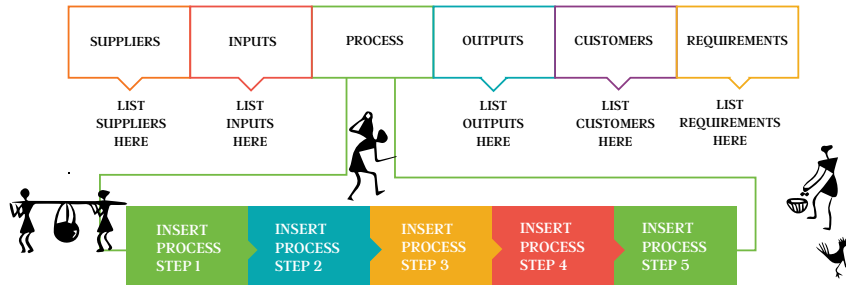 SUPPLIERS
INPUTS
PROCESS
OUTPUTS
CUSTOMERS
REQUIREMENTS
LIST
SUPPLIERS
HERE
LIST
INPUTS
HERE
LIST
OUTPUTS
HERE
LIST
CUSTOMERS
HERE
LIST
REQUIREMENTS
HERE
INSERT
PROCESS
STEP 1
INSERT
PROCESS
STEP 2
INSERT
PROCESS
STEP 3
INSERT
PROCESS
STEP 4
INSERT
PROCESS
STEP 5